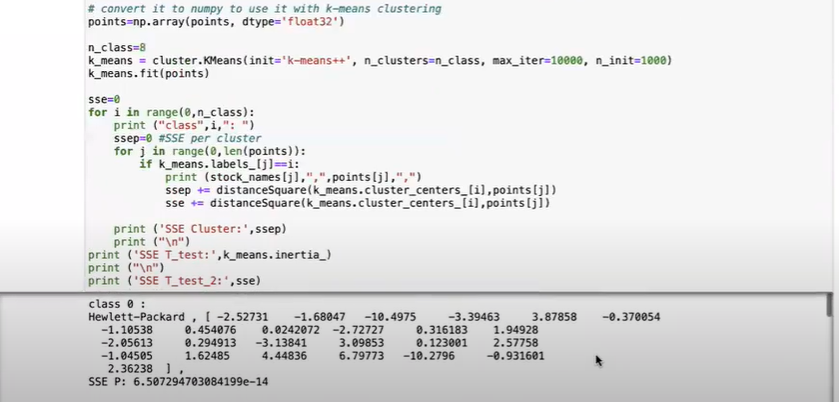 # convert it to numpy to use it with k-means clustering
points=np.array(points, dtype='float32')
n_class=8
k_means = cluster.KMeans(init='k-means++', n_clusters=n_class, max_iter=10000, n_init=1000)
k_means.fit(points)
sse=0
for i in range(0,n_class):
print ("class",i,": ")
ssep=0 #SSE per cluster
for j in range(0,len(points)):
if k_means.labels_[j]==i:
print (stock_names[j],",",points[j],",")
ssep += distanceSquare(k_means.cluster_centers_[i],points[j])
sse += distanceSquare(k_means.cluster_centers_[i],points[j])
print ('SSE Cluster:',ssep)
print ("\n")
print ('SSE T_test:',k_means.inertia_)
print ("\n")
print ('SSE T_test_2:',sse)
class 0 :
Hewlett-Packard , [ -2.52731 -1.68047 -10.4975 -3.39463 3.87858 -0.370054
-1.10538 0.454076 0.0242072 -2.72727 0.316183 1.94928
-2.05613 0.294913 -3.13841 3.09853 0.123001 2.57758
-1.04505 1.62485 4.44836 6.79773 -10.2796 -0.931601
2.36238 ] ,
SSE P: 6.507294703084199e-14